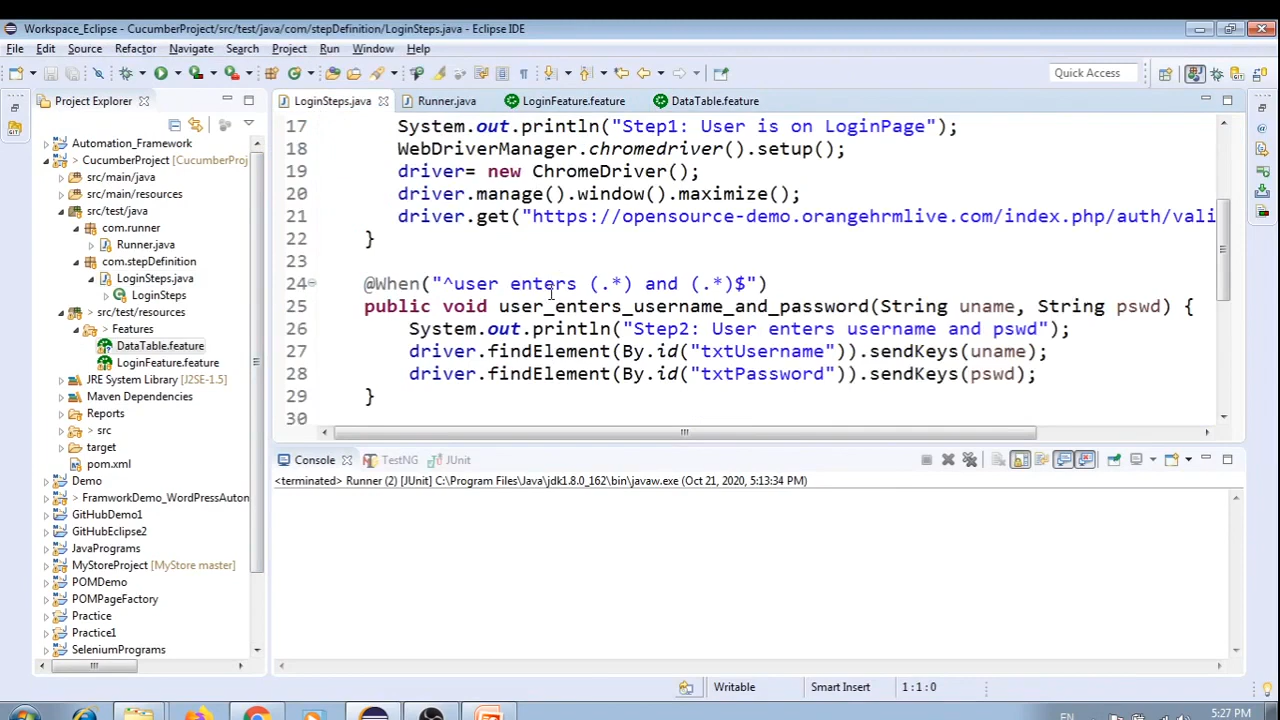 Workspace_Eclipse - CucumberProject/src/test/java/com/stepDefinition/LoginSteps.java - Eclipse IDE
File Edit Source Refactor Navigate Search Project Run Window Help
Quick Access
Project Explorer
Automation_Framework
> CucumberProject [CucumberProj
src/main/java
src/main/resources
src/test/java
com.runner
Runner.java
com.stepDefinition
LoginSteps.java
LoginSteps
> src/test/resources
> Features
DataTable.feature
LoginFeature.feature
JRE System Library [J2SE-1.5]
Maven Dependencies
Reports
> src
target
pom.xml
Demo
> FramworkDemo_WordPressAuton
GitHubDemo1
GitHubEclipse2
JavaPrograms
MyStoreProject [MyStore master]
POMDemo
POMPageFactory
Practice
Practice1
SeleniumPrograms
LoginSteps.java Runner.java LoginFeature.feature DataTable.feature
17 System.out.println("Step1: User is on LoginPage");
18 WebDriverManager.chromedriver().setup();
19 driver= new ChromeDriver();
20 driver.manage().window().maximize();
21 driver.get("https://opensource-demo.orangehrmlive.com/index.php/auth/vali
22 }
23
24 @When("^user enters (.*) and (.*)$")
25 public void user_enters_username_and_password(String uname, String pswd) {
26 System.out.println("Step2: User enters username and pswd");
27 driver.findElement(By.id("txtUsername")).sendKeys(uname);
28 driver.findElement(By.id("txtPassword")).sendKeys(pswd);
29 }
30
Console TestNG JUnit
<terminated> Runner (2) [JUnit] C:\Program Files\Java\jdk1.8.0_162\bin\javaw.exe (Oct 21, 2020, 5:13:34 PM)
Writable Smart Insert 1 : 1 : 0
EN 5:27 PM